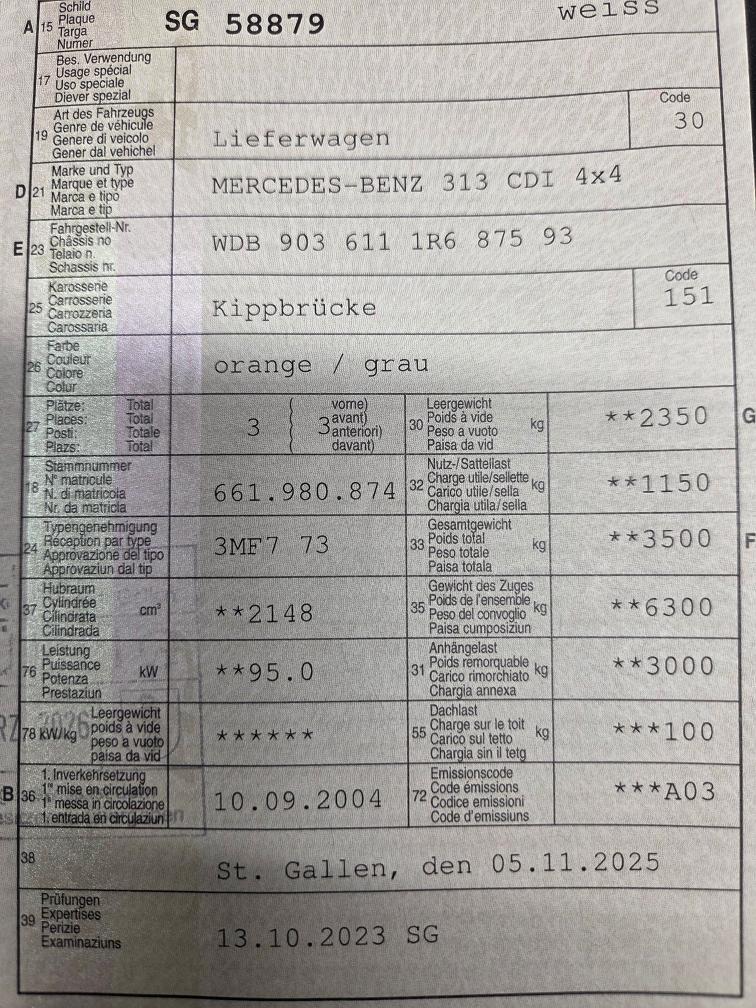 A 15 Schild
Plaque
Targa
Numer
SG 58879
weiss
17 Bes. Verwendung
Usage spécial
Uso speciale
Diever spezial
19 Art des Fahrzeugs
Genre de véhicule
Genere di veicolo
Gener dal vehichel
Lieferwagen
Code
30
D 21 Marke und Typ
Marque et type
Marca e tipo
Marca e tip
MERCEDES-BENZ 313 CDI 4x4
E 23 Fahrgestell-Nr.
Châssis no
Telaio n.
Schassis nr.
WDB 903 611 1R6 875 93
25 Karosserie
Carrosserie
Carrozzeria
Carossaria
Kippbrücke
Code
151
26 Farbe
Couleur
Colore
Colur
orange / grau
27 Plätze: Total
Places: Total
Posti: Totale
Plazs: Total
3
3 vorne)
avant)
anteriori)
davant)
30 Leergewicht
Poids à vide
Peso a vuoto
Paisa da vid
kg
**2350
G
18 Stammnummer
N° matricule
N. di matricola
Nr. da matricla
661.980.874
32 Nutz-/Sattellast
Charge utile/sellette
Carico utile/sella
Chargia utila/sella
kg
**1150
24 Typengenehmigung
Réception par type
Approvazione del tipo
Approvaziun dal tip
3MF7 73
33 Gesamtgewicht
Poids total
Peso totale
Paisa totala
kg
**3500
F
37 Hubraum
Cylindrée
Cilindrata
Cilindrada
cm³
**2148
35 Gewicht des Zuges
Poids de l'ensemble
Peso del convoglio
Paisa cumposiziun
kg
**6300
76 Leistung
Puissance
Potenza
Prestaziun
kW
**95.0
31 Anhängelast
Poids remorquable
Carico rimorchiato
Chargia annexa
kg
**3000
78 kW/kg Leergewicht
poids à vide
peso a vuoto
paisa da vid
******
55 Dachlast
Charge sur le toit
Carico sul tetto
Chargia sin il tetg
kg
***100
B 36 1. Inverkehrsetzung
1re mise en circulation
1a messa in circolazione
1. entrada en circulaziun
10.09.2004
72 Emissionscode
Code émissions
Codice emissioni
Code d'emissiuns
***A03
38
St. Gallen, den 05.11.2025
39 Prüfungen
Expertises
Perizie
Examinaziuns
13.10.2023 SG